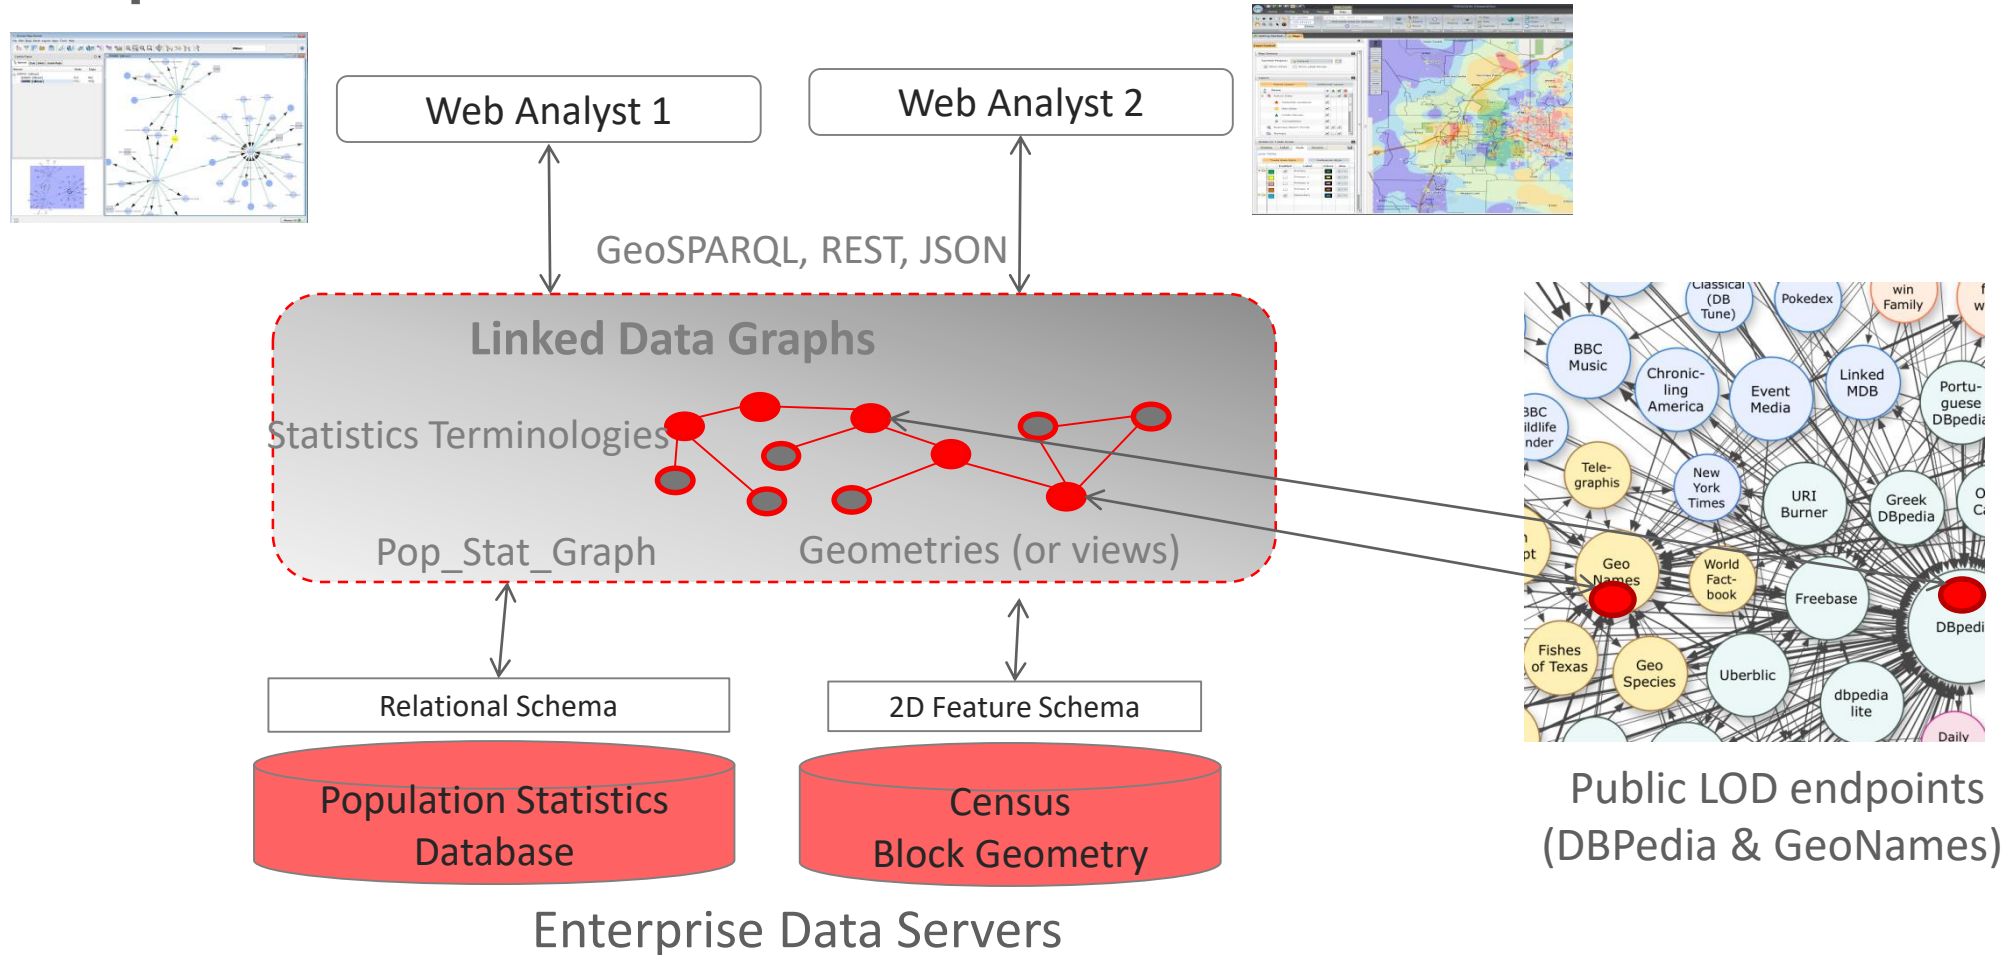 Web Analyst 1
Web Analyst 2
GeoSPARQL, REST, JSON
Linked Data Graphs
Statistics Terminologies
Pop_Stat_Graph
Geometries (or views)
Relational Schema
2D Feature Schema
Population Statistics
Database
Census
Block Geometry
Enterprise Data Servers
Classical
(DB
Tune)
Pokedex
win
Family
BBC
Music
Chronic-
ling
America
Event
Media
Linked
MDB
Portu-
guese
DBpedia
BBC
ildlife
nder
Tele-
graphis
New
York
Times
URI
Burner
Greek
DBpedia
Geo
Names
World
Fact-
book
Freebase
DBpedi
Fishes
of Texas
Geo
Species
Uberblic
dbpedia
lite
Daily
Public LOD endpoints
(DBPedia & GeoNames)